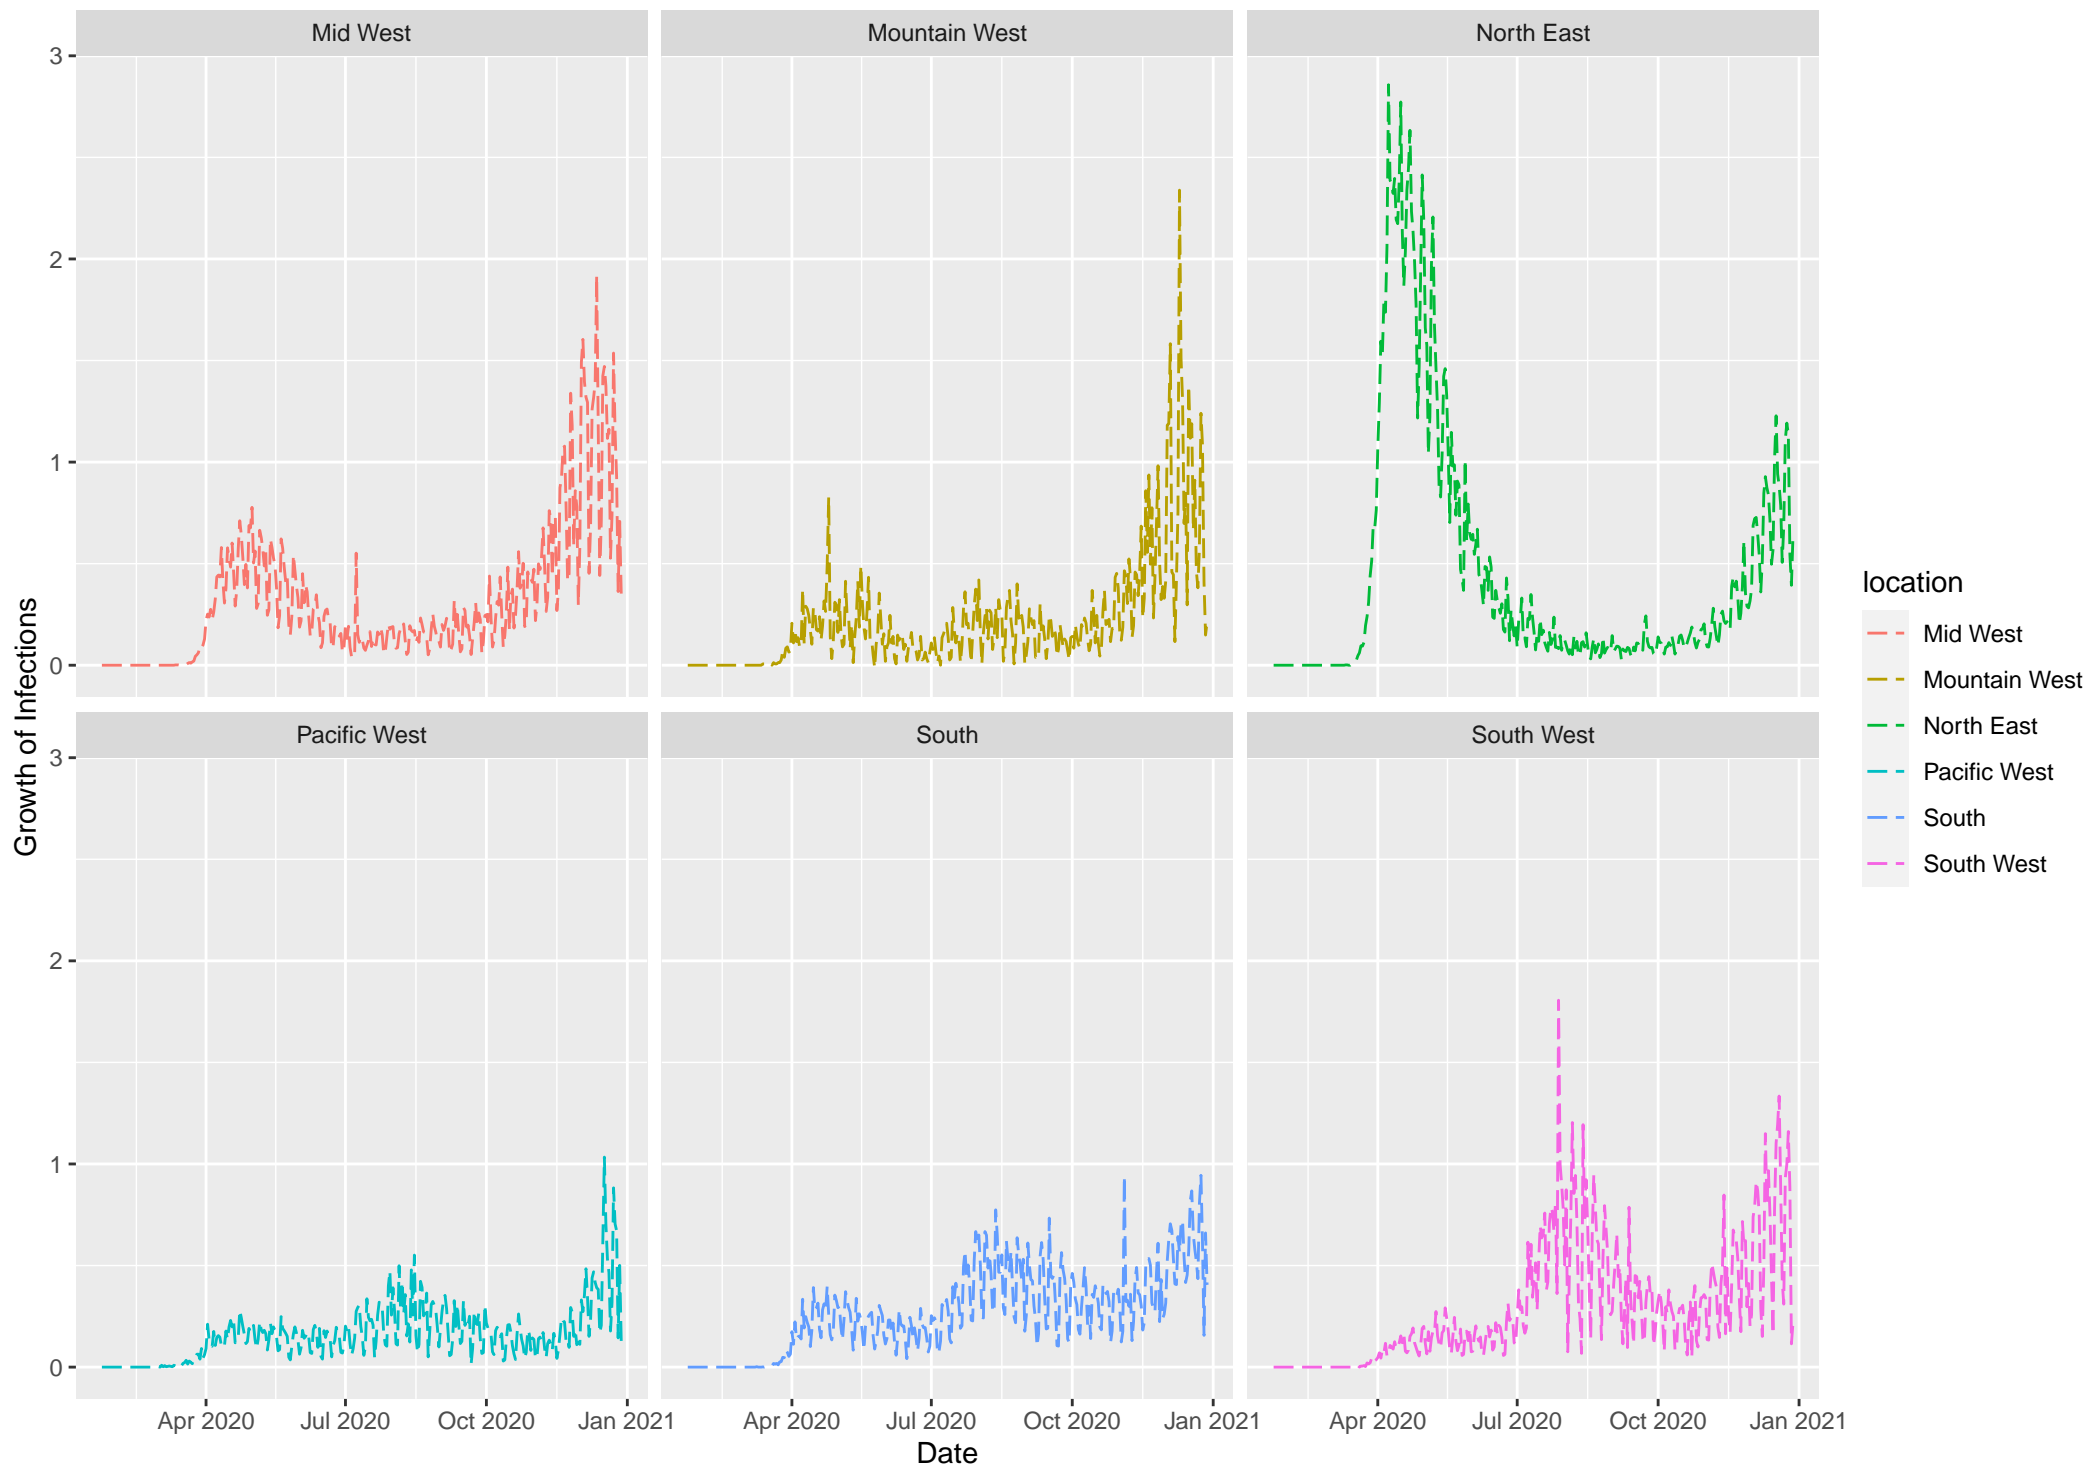 Mid West
Mountain West
North East
3
2
1
0
Pacific West
South
South West
3
2
1
0
Growth of Infections
Apr 2020 Jul 2020 Oct 2020 Jan 2021 Apr 2020 Jul 2020 Oct 2020 Jan 2021 Apr 2020 Jul 2020 Oct 2020 Jan 2021
Date
location
Mid West
Mountain West
North East
Pacific West
South
South West